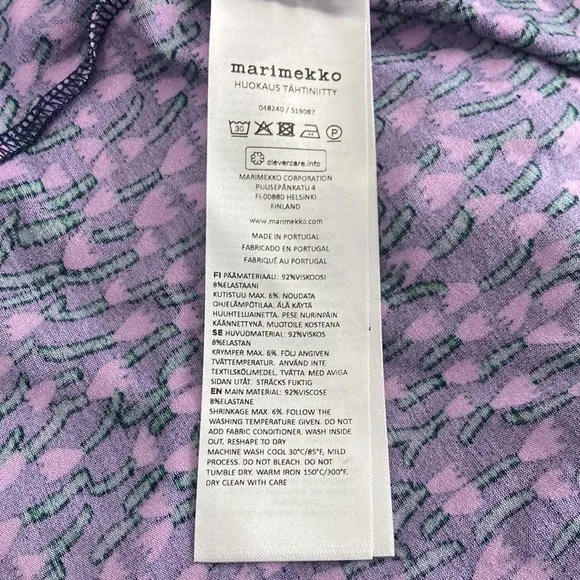 marimekko
HUOKAUS TÄHTINIITTY
048240 / 519087
30 P
clevercare.info
MARIMEKKO CORPORATION
PUUSEPÄNKATU 4
FI-00880 HELSINKI
FINLAND
www.marimekko.com
MADE IN PORTUGAL
FABRICADO EN PORTUGAL
FABRIQUÉ AU PORTUGAL
FI PÄÄMATERIAALI: 92%VISKOOSI
8%ELASTAANI
KUTISTUU MAX. 6%. NOUDATA
OHJELÄMPÖTILAA. ÄLÄ KÄYTÄ
HUUHTELUAINETTA. PESE NURINPÄIN
KÄÄNNETTYNÄ. MUOTOILE KOSTEANA
SE HUVUDMATERIAL: 92%VISKOS
8%ELASTAN
KRYMPER MAX. 6%. FÖLJ ANGIVEN
TVÄTTEMPERATUR. ANVÄND INTE
TEXTILSKÖLJMEDEL. TVÄTTA MED AVIGA
SIDAN UTÅT. STRÄCKS FUKTIG
EN MAIN MATERIAL: 92%VISCOSE
8%ELASTANE
SHRINKAGE MAX. 6%. FOLLOW THE
WASHING TEMPERATURE GIVEN. DO NOT
ADD FABRIC CONDITIONER. WASH INSIDE
OUT. RESHAPE TO DRY
MACHINE WASH COOL 30°C/85°F, MILD
PROCESS. DO NOT BLEACH. DO NOT
TUMBLE DRY. WARM IRON 150°C/300°F.
DRY CLEAN WITH CARE